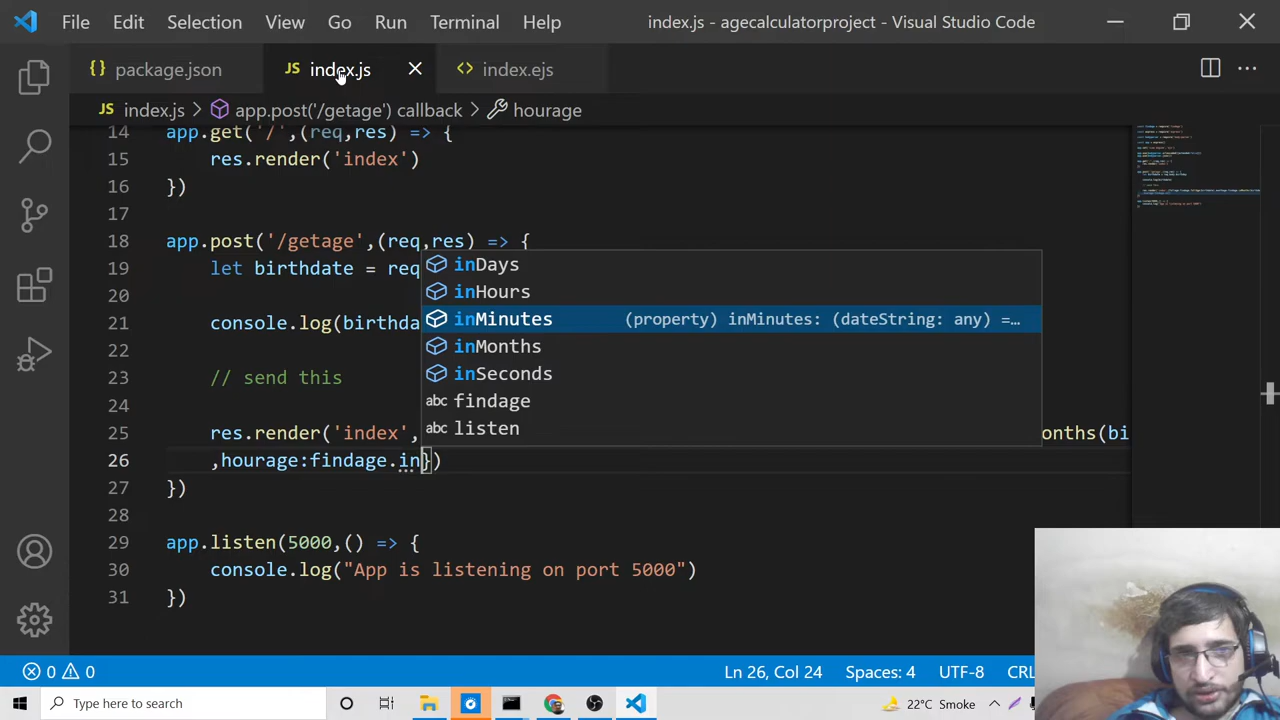 File Edit Selection View Go Run Terminal Help index.js - agecalculatorproject - Visual Studio Code
{} package.json JS index.js <> index.ejs
JS index.js > app.post('/getage') callback > hourage
14 app.get('/',(req,res) => {
15 res.render('index')
16 })
17
18 app.post('/getage',(req,res) => {
19 let birthdate = req
inDays
20
inHours
21 console.log(birthda
inMinutes (property) inMinutes: (dateString: any) =…
22
inMonths
23 // send this
inSeconds
24
findage
25 res.render('index', onths(bi
listen
26 ,hourage:findage.in})
27 })
28
29 app.listen(5000,() => {
30 console.log("App is listening on port 5000")
31 })
0 0 Ln 26, Col 24 Spaces: 4 UTF-8 CRL
Type here to search 22°C Smoke